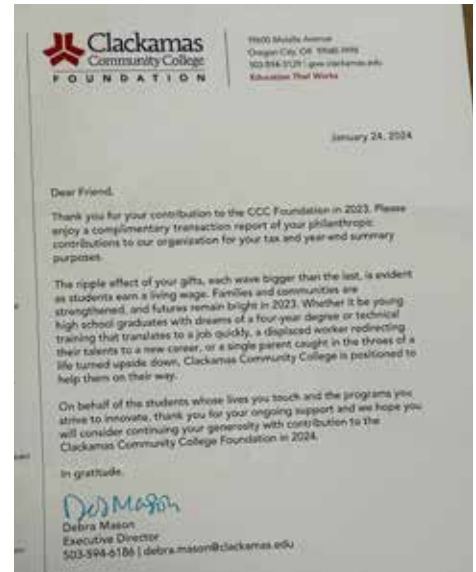 Clackamas
Community College
FOUNDATION
19600 Molalla Avenue
Oregon City, OR
Education That Works
January 24, 2024
Dear Friend,
Thank you for your contribution to the CCC Foundation in 2023. Please
enjoy a complimentary transaction report of your philanthropic
contributions to our organization for your tax and year-end summary
purposes.
The ripple effect of your gifts, each wave bigger than the last, is evident
as students earn a living wage. Families and communities are
strengthened, and futures remain bright in 2023. Whether it be young
high school graduates with dreams of a four-year degree or technical
training that translates to a job quickly, a displaced worker redirecting
their talents to a new career, or a single parent caught in the throes of a
life turned upside down, Clackamas Community College is positioned to
help them on their way.
On behalf of the students whose lives you touch and the programs you
strive to innovate, thank you for your ongoing support and we hope you
will consider continuing your generosity with contribution to the
Clackamas Community College Foundation in 2024.
In gratitude,
Deb Mason
Debra Mason
Executive Director
503-594-6186 | debra.mason@clackamas.edu